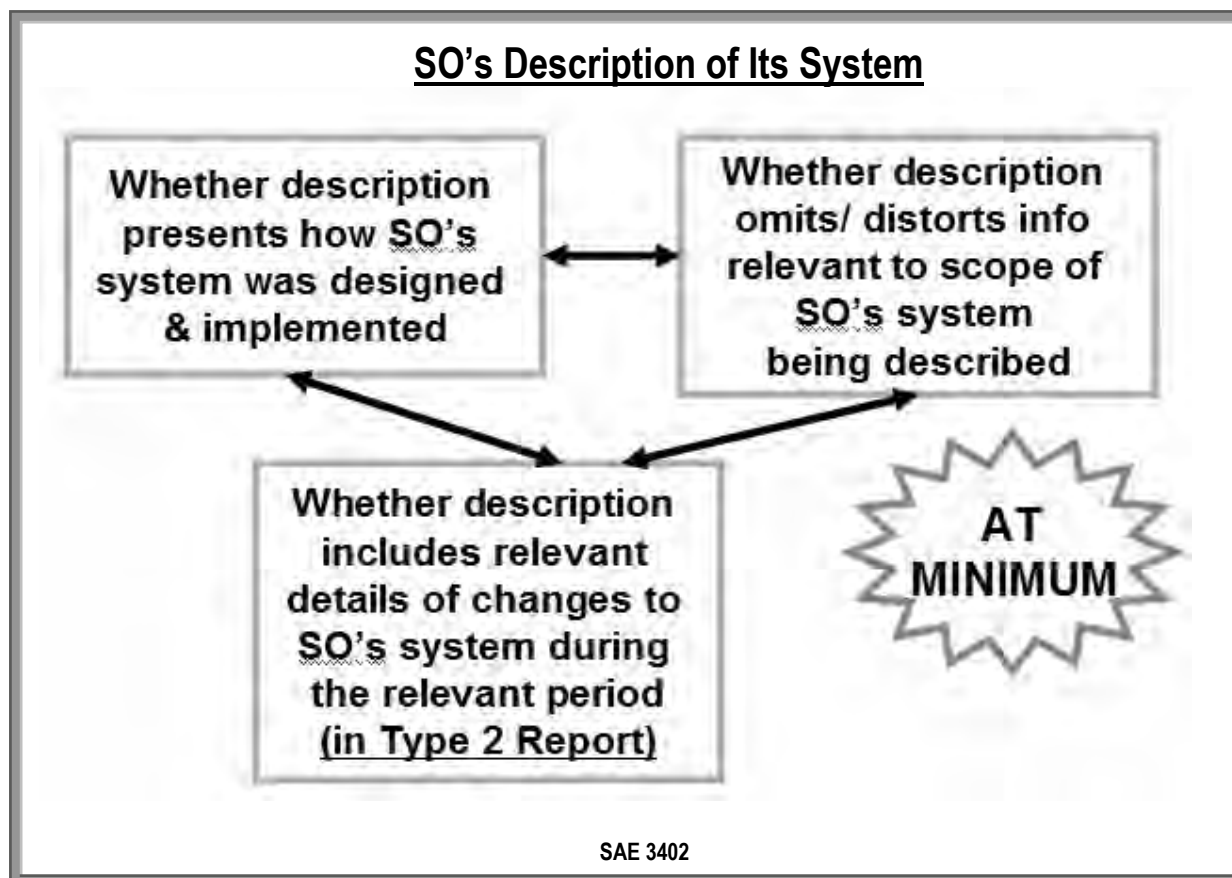 SO’s Description of Its System
Whether description
presents how SO’s
system was designed
& implemented
Whether description
omits/ distorts info
relevant to scope of
SO’s system
being described
Whether description
includes relevant
details of changes to
SO’s system during
the relevant period
(in Type 2 Report)
AT
MINIMUM
SAE 3402